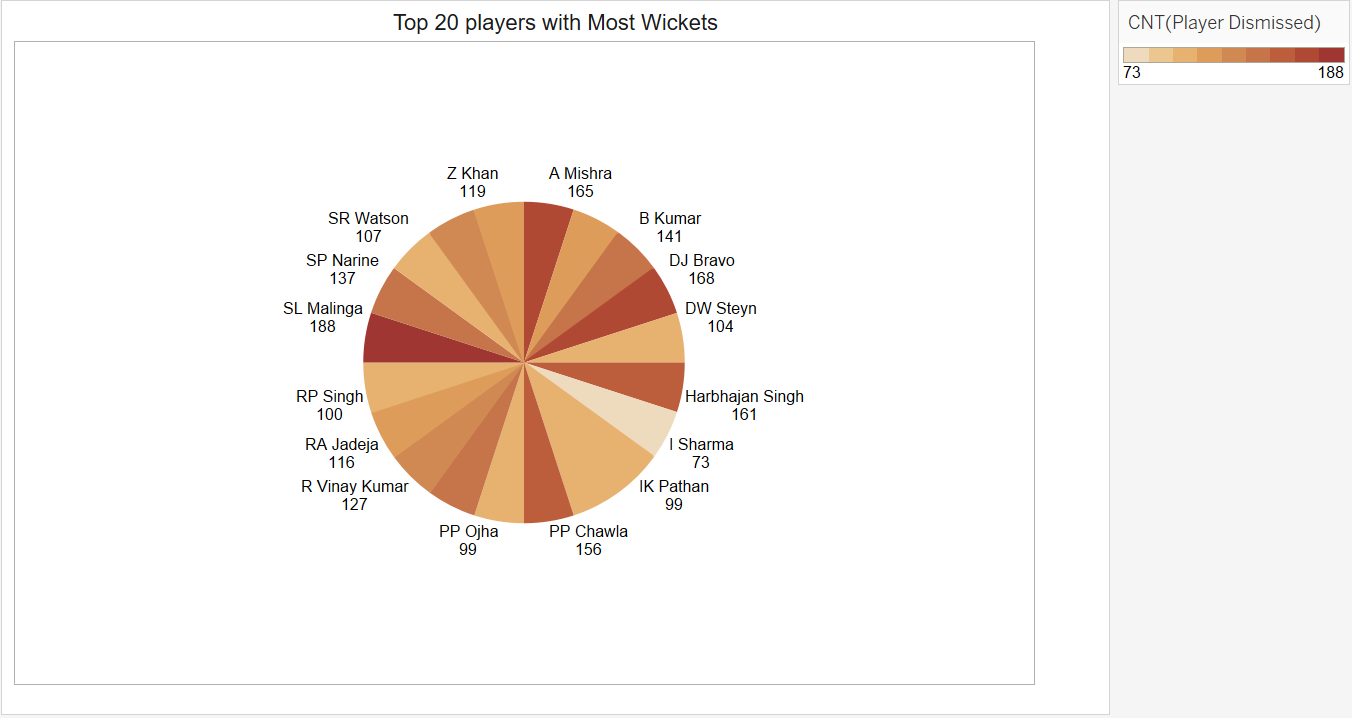 Top 20 players with Most Wickets
CNT(Player Dismissed)
73
188
Z Khan
119
A Mishra
165
SR Watson
107
B Kumar
141
SP Narine
137
DJ Bravo
168
SL Malinga
188
DW Steyn
104
RP Singh
100
Harbhajan Singh
161
RA Jadeja
116
I Sharma
73
R Vinay Kumar
127
IK Pathan
99
PP Ojha
99
PP Chawla
156